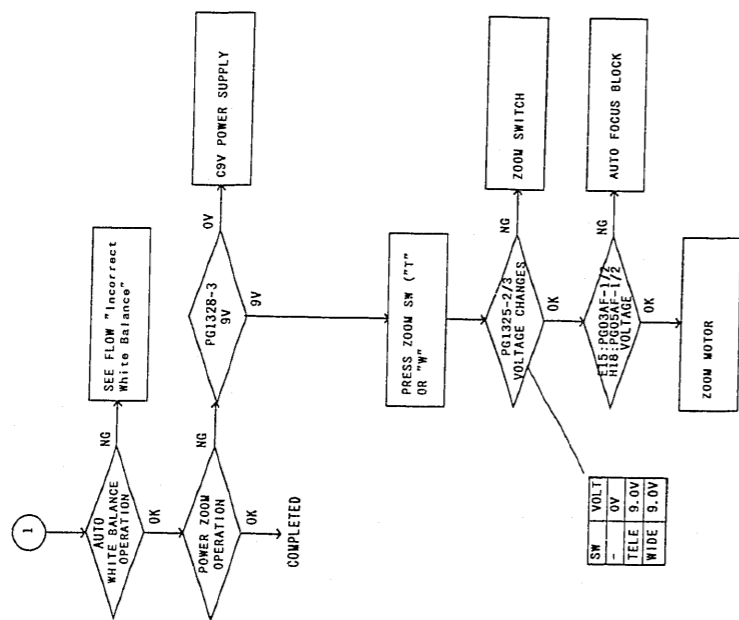 1
AUTO
WHITE BALANCE
OPERATION
NG
SEE FLOW "Incorrect
White Balance"
OK
POWER ZOOM
OPERATION
NG
OK
COMPLETED
PG1328-3
9V
0V
C9V POWER SUPPLY
9V
PRESS ZOOM SW ("T"
OR "W"
PG1325-2/3
VOLTAGE CHANGES
NG
ZOOM SWITCH
OK
SW VOLT
- 0V
TELE 9.0V
WIDE 9.0V
E15:PG03AF-1/2
H18:PG05AF-1/2
VOLTAGE
NG
AUTO FOCUS BLOCK
OK
ZOOM MOTOR